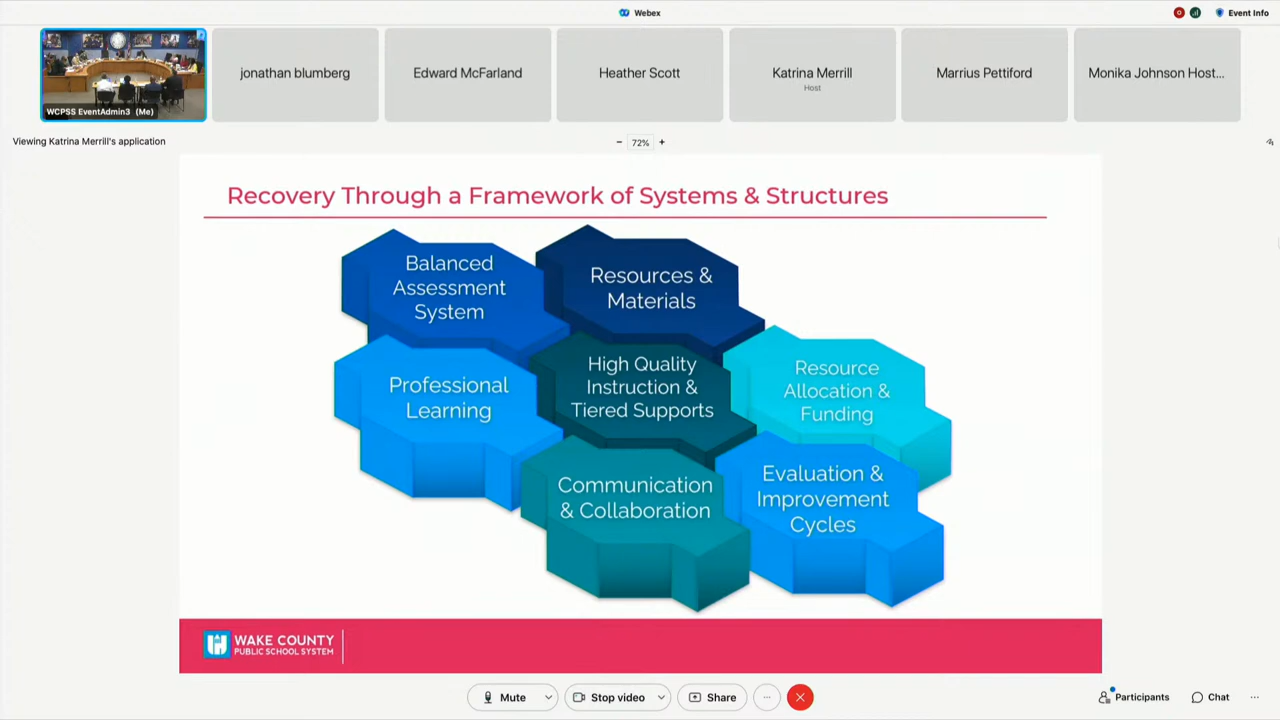 Webex
Event Info
WCPSS EventAdmin3 (Me)
jonathan blumberg
Edward McFarland
Heather Scott
Katrina Merrill
Host
Marrius Pettiford
Monika Johnson Host...
Viewing Katrina Merrill's application
− 72% +
Recovery Through a Framework of Systems & Structures
Balanced
Assessment
System
Resources &
Materials
Professional
Learning
High Quality
Instruction &
Tiered Supports
Resource
Allocation &
Funding
Communication
& Collaboration
Evaluation &
Improvement
Cycles
WAKE COUNTY
PUBLIC SCHOOL SYSTEM
Mute
Stop video
Share
Participants
Chat